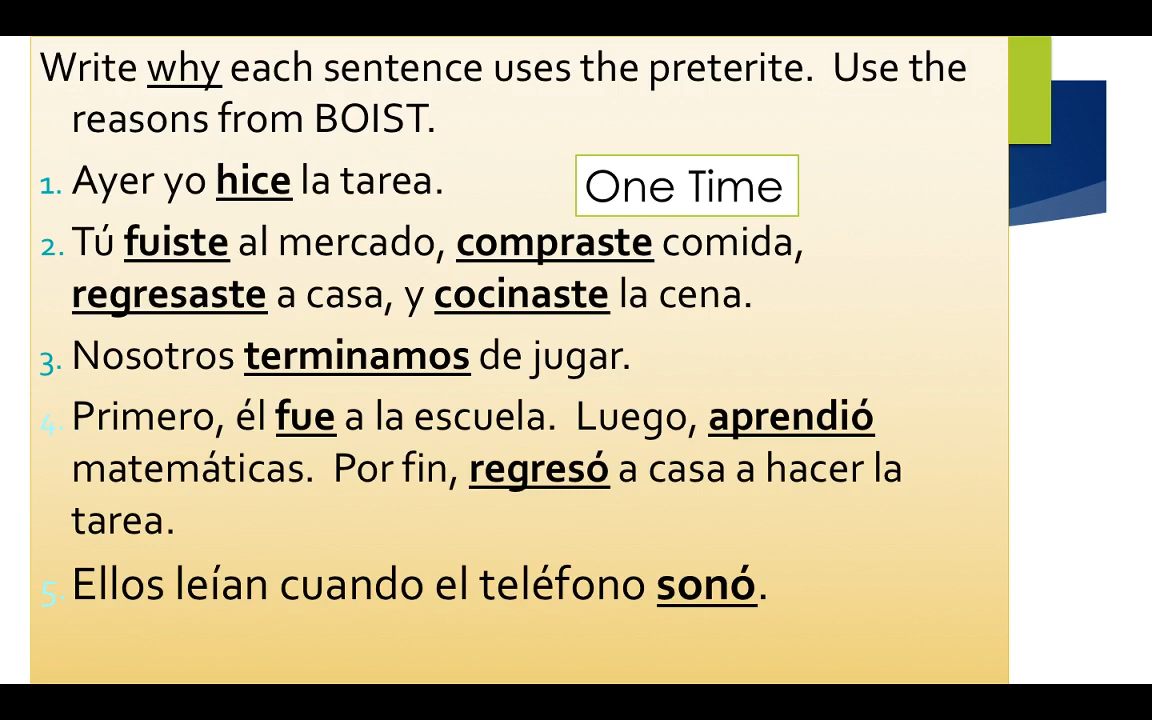 Write why each sentence uses the preterite. Use the
reasons from BOIST.
1. Ayer yo hice la tarea.
One Time
2. Tú fuiste al mercado, compraste comida,
regresaste a casa, y cocinaste la cena.
3. Nosotros terminamos de jugar.
4. Primero, él fue a la escuela. Luego, aprendió
matemáticas. Por fin, regresó a casa a hacer la
tarea.
5. Ellos leían cuando el teléfono sonó.